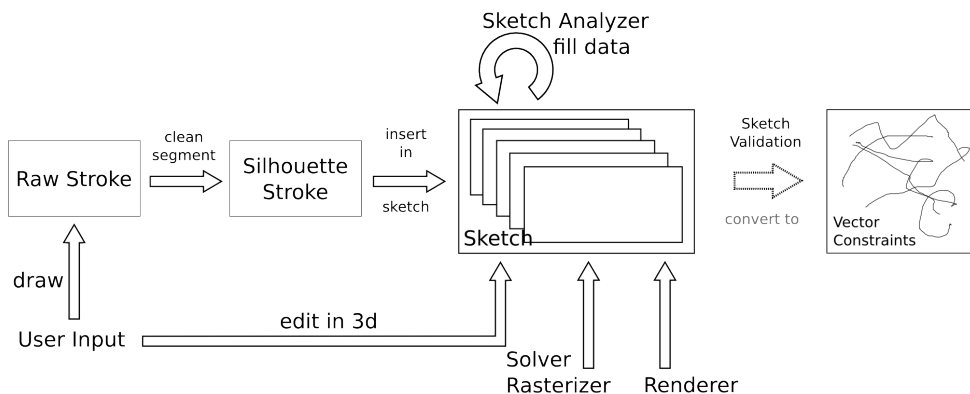 Sketch Analyzer
fill data
clean
segment
insert
in
sketch
Sketch
Validation
convert to
Raw Stroke
Silhouette
Stroke
Sketch
Vector
Constraints
draw
User Input
edit in 3d
Solver
Rasterizer
Renderer